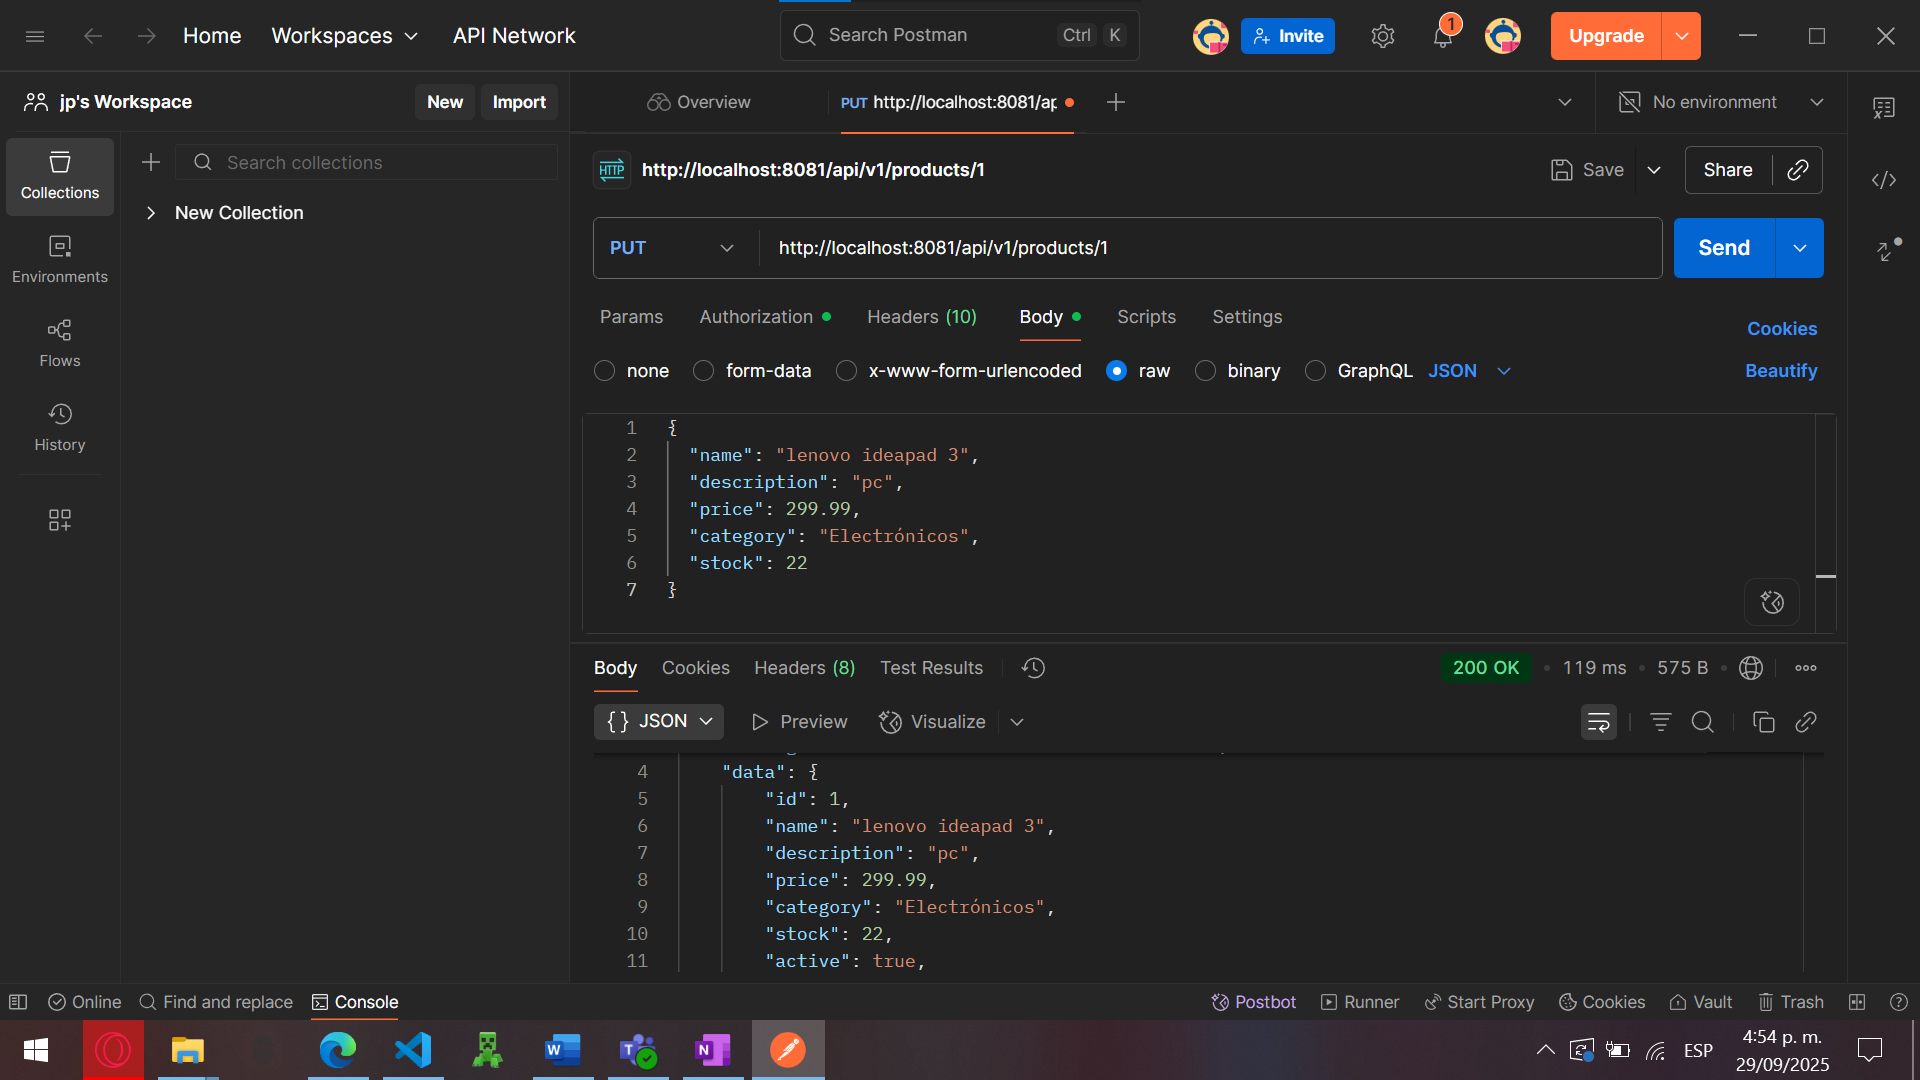 Home
Workspaces
API Network
Search Postman
Ctrl K
Invite
1
Upgrade
jp's Workspace
New
Import
Overview
PUT http://localhost:8081/ap
No environment
Collections
Search collections
New Collection
Environments
Flows
History
HTTP
http://localhost:8081/api/v1/products/1
Save
Share
PUT
http://localhost:8081/api/v1/products/1
Send
Params
Authorization
Headers (10)
Body
Scripts
Settings
Cookies
none
form-data
x-www-form-urlencoded
raw
binary
GraphQL
JSON
Beautify
1 {
2 "name": "lenovo ideapad 3",
3 "description": "pc",
4 "price": 299.99,
5 "category": "Electrónicos",
6 "stock": 22
7 }
Body
Cookies
Headers (8)
Test Results
200 OK
119 ms
575 B
{} JSON
Preview
Visualize
4 "data": {
5 "id": 1,
6 "name": "lenovo ideapad 3",
7 "description": "pc",
8 "price": 299.99,
9 "category": "Electrónicos",
10 "stock": 22,
11 "active": true,
Online
Find and replace
Console
Postbot
Runner
Start Proxy
Cookies
Vault
Trash
ESP
4:54 p. m.
29/09/2025